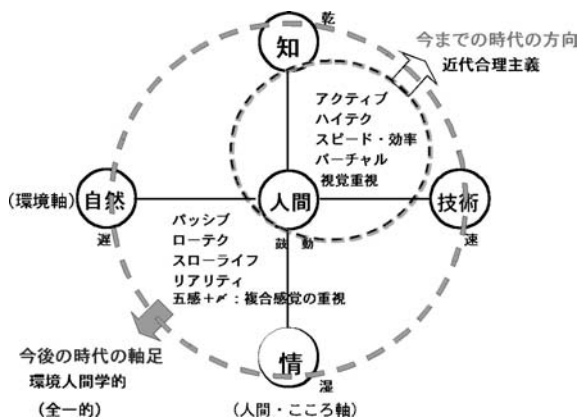 知
乾
今までの時代の方向
近代合理主義
アクティブ
ハイテク
スピード・効率
バーチャル
視覚重視
(環境軸)
自然
人間
技術
遅
鼓 動
速
パッシブ
ローテク
スローライフ
リアリティ
五感+〆:複合感覚の重視
今後の時代の軸足
環境人間学的
(全一的)
情
湿
(人間・こころ軸)